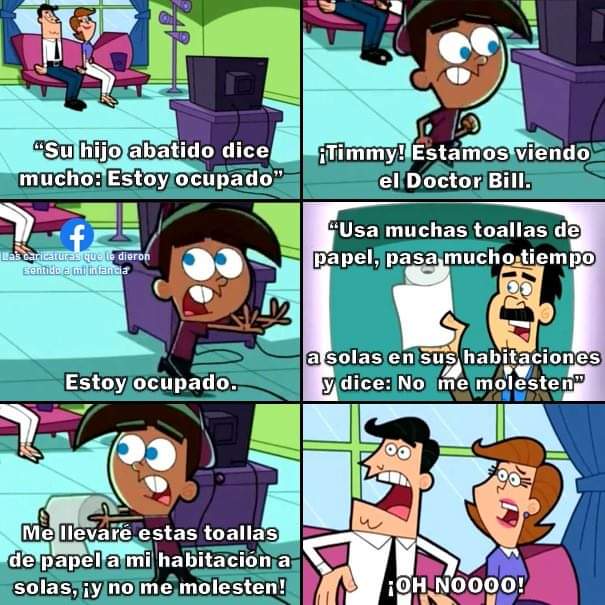 “Su hijo abatido dice
mucho: Estoy ocupado”
¡Timmy! Estamos viendo
el Doctor Bill.
Las caricaturas que le dieron
sentido a mi infancia
Estoy ocupado.
“Usa muchas toallas de
papel, pasa mucho tiempo
a solas en sus habitaciones
y dice: No me molesten”
Me llevaré estas toallas
de papel a mi habitación a
solas, ¡y no me molesten!
¡OH NOOOO!